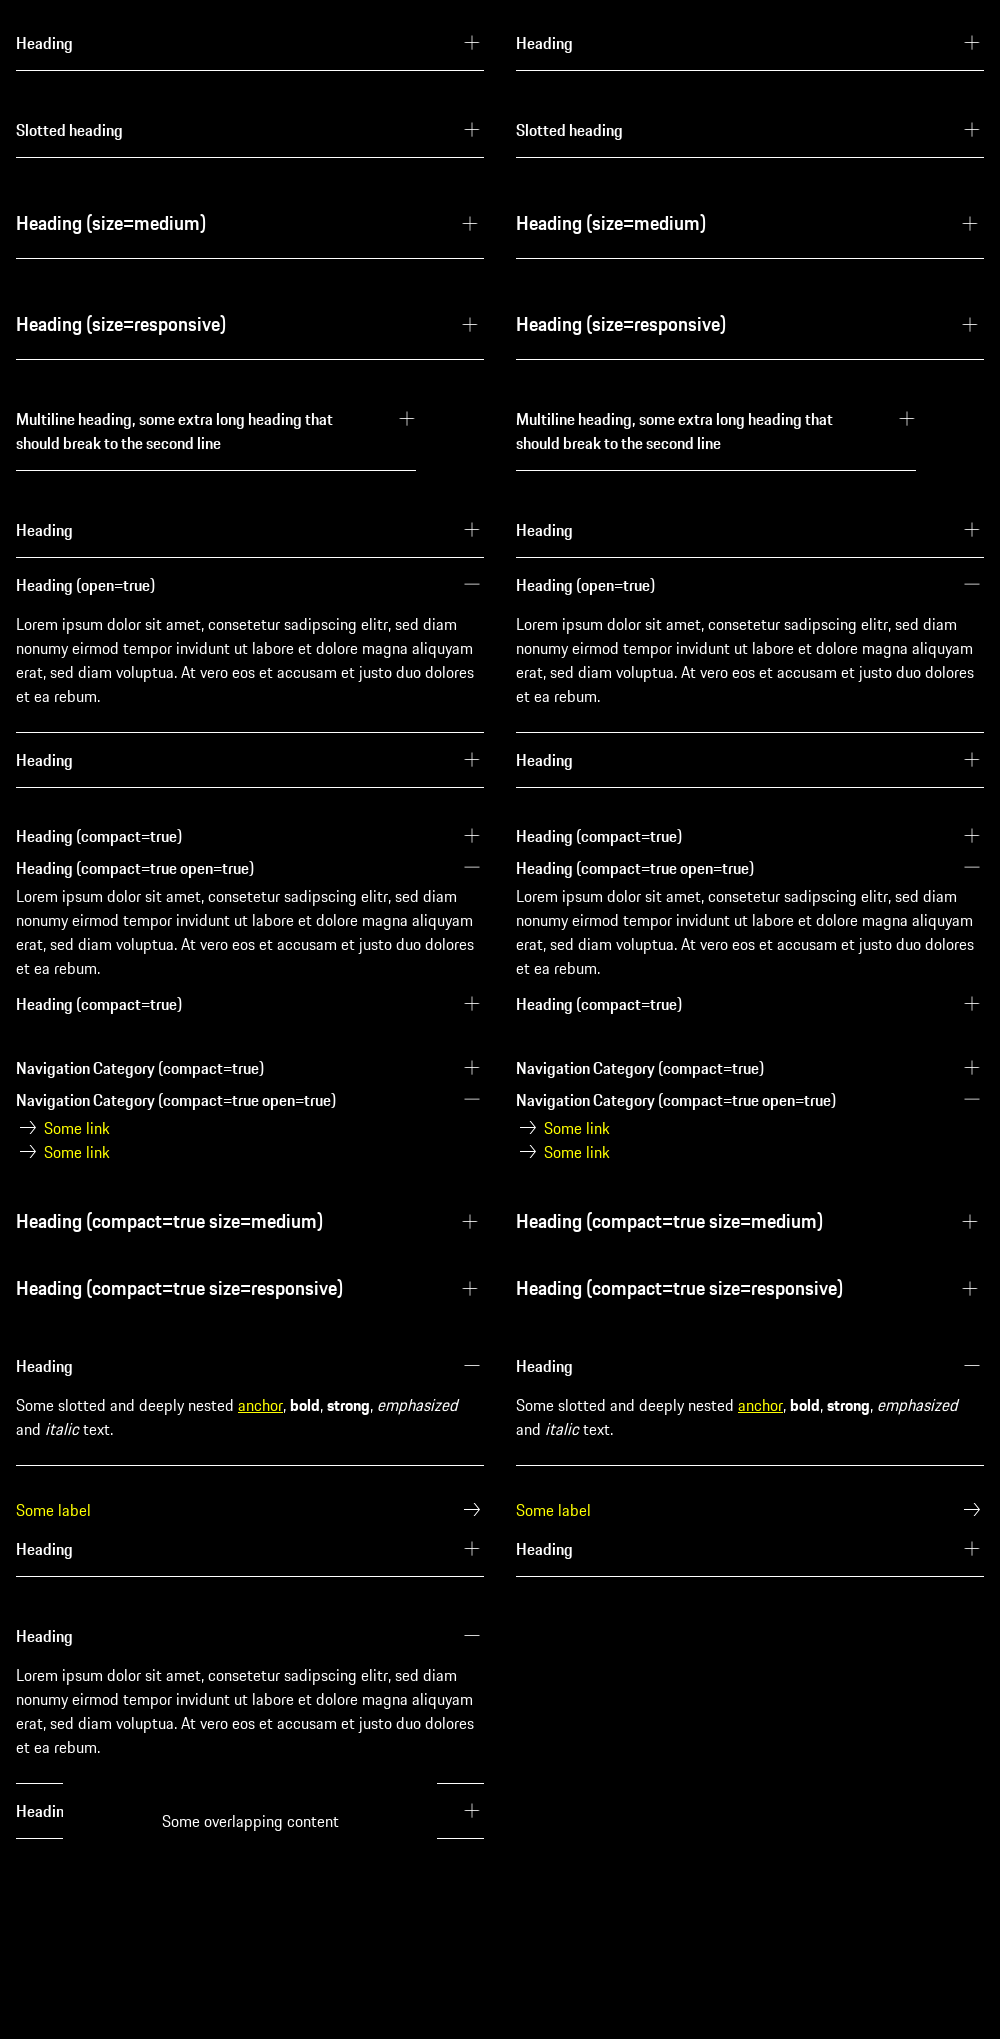 Heading
Heading
Slotted heading
Slotted heading
Heading (size=medium)
Heading (size=medium)
Heading (size=responsive)
Heading (size=responsive)
Multiline heading, some extra long heading that
should break to the second line
Multiline heading, some extra long heading that
should break to the second line
Heading
Heading (open=true)
Lorem ipsum dolor sit amet, consetetur sadipscing elitr, sed diam
nonumy eirmod tempor invidunt ut labore et dolore magna aliquyam
erat, sed diam voluptua. At vero eos et accusam et justo duo dolores
et ea rebum.
Heading
Heading
Heading (open=true)
Lorem ipsum dolor sit amet, consetetur sadipscing elitr, sed diam
nonumy eirmod tempor invidunt ut labore et dolore magna aliquyam
erat, sed diam voluptua. At vero eos et accusam et justo duo dolores
et ea rebum.
Heading
Heading (compact=true)
Heading (compact=true open=true)
Lorem ipsum dolor sit amet, consetetur sadipscing elitr, sed diam
nonumy eirmod tempor invidunt ut labore et dolore magna aliquyam
erat, sed diam voluptua. At vero eos et accusam et justo duo dolores
et ea rebum.
Heading (compact=true)
Heading (compact=true)
Heading (compact=true open=true)
Lorem ipsum dolor sit amet, consetetur sadipscing elitr, sed diam
nonumy eirmod tempor invidunt ut labore et dolore magna aliquyam
erat, sed diam voluptua. At vero eos et accusam et justo duo dolores
et ea rebum.
Heading (compact=true)
Navigation Category (compact=true)
Navigation Category (compact=true open=true)
Some link
Some link
Navigation Category (compact=true)
Navigation Category (compact=true open=true)
Some link
Some link
Heading (compact=true size=medium)
Heading (compact=true size=medium)
Heading (compact=true size=responsive)
Heading (compact=true size=responsive)
Heading
Some slotted and deeply nested anchor, bold, strong, emphasized
and italic text.
Heading
Some slotted and deeply nested anchor, bold, strong, emphasized
and italic text.
Some label
Heading
Some label
Heading
Heading
Lorem ipsum dolor sit amet, consetetur sadipscing elitr, sed diam
nonumy eirmod tempor invidunt ut labore et dolore magna aliquyam
erat, sed diam voluptua. At vero eos et accusam et justo duo dolores
et ea rebum.
Headin
Some overlapping content